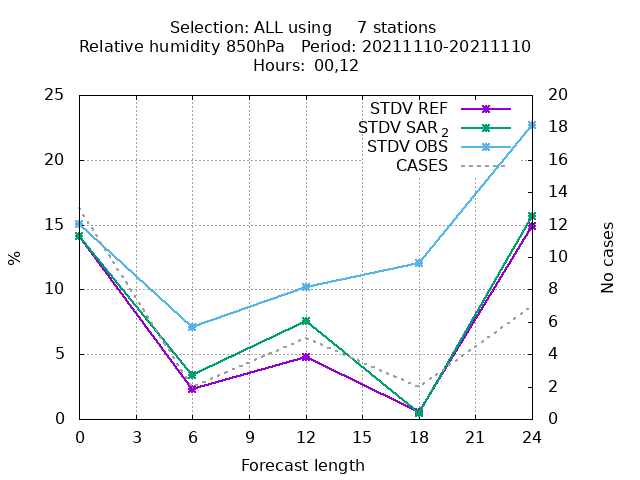 Selection: ALL using 7 stations
Relative humidity 850hPa Period: 20211110-20211110
Hours: 00,12
25
20
15
10
5
0
%
20
18
16
14
12
10
8
6
4
2
0
No cases
STDV REF
STDV SAR 2
STDV OBS
CASES
0 3 6 9 12 15 18 21 24
Forecast length